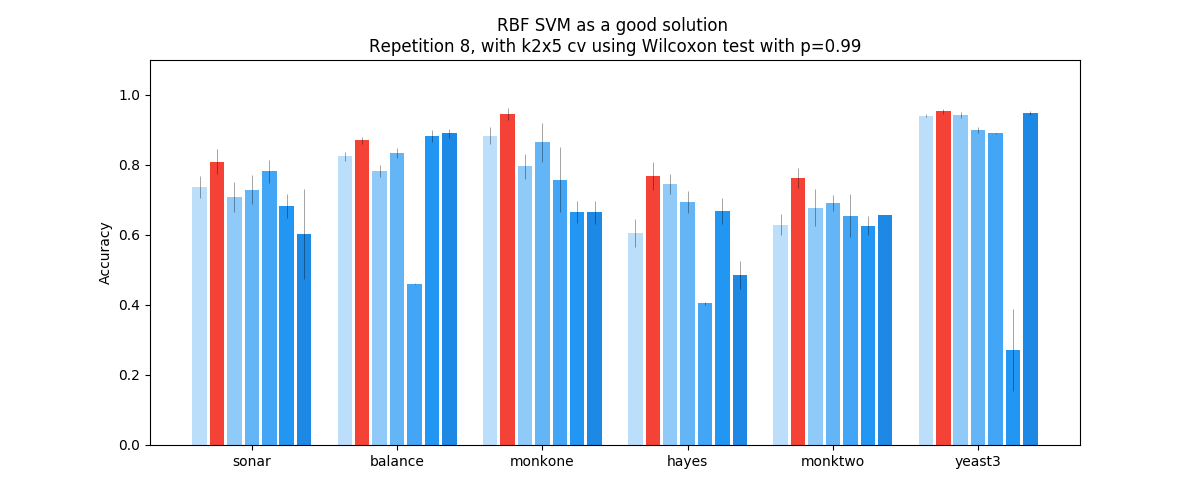 RBF SVM as a good solution
Repetition 8, with k2x5 cv using Wilcoxon test with p=0.99
Accuracy
1.0
0.8
0.6
0.4
0.2
0.0
sonar balance monkone hayes monktwo yeast3